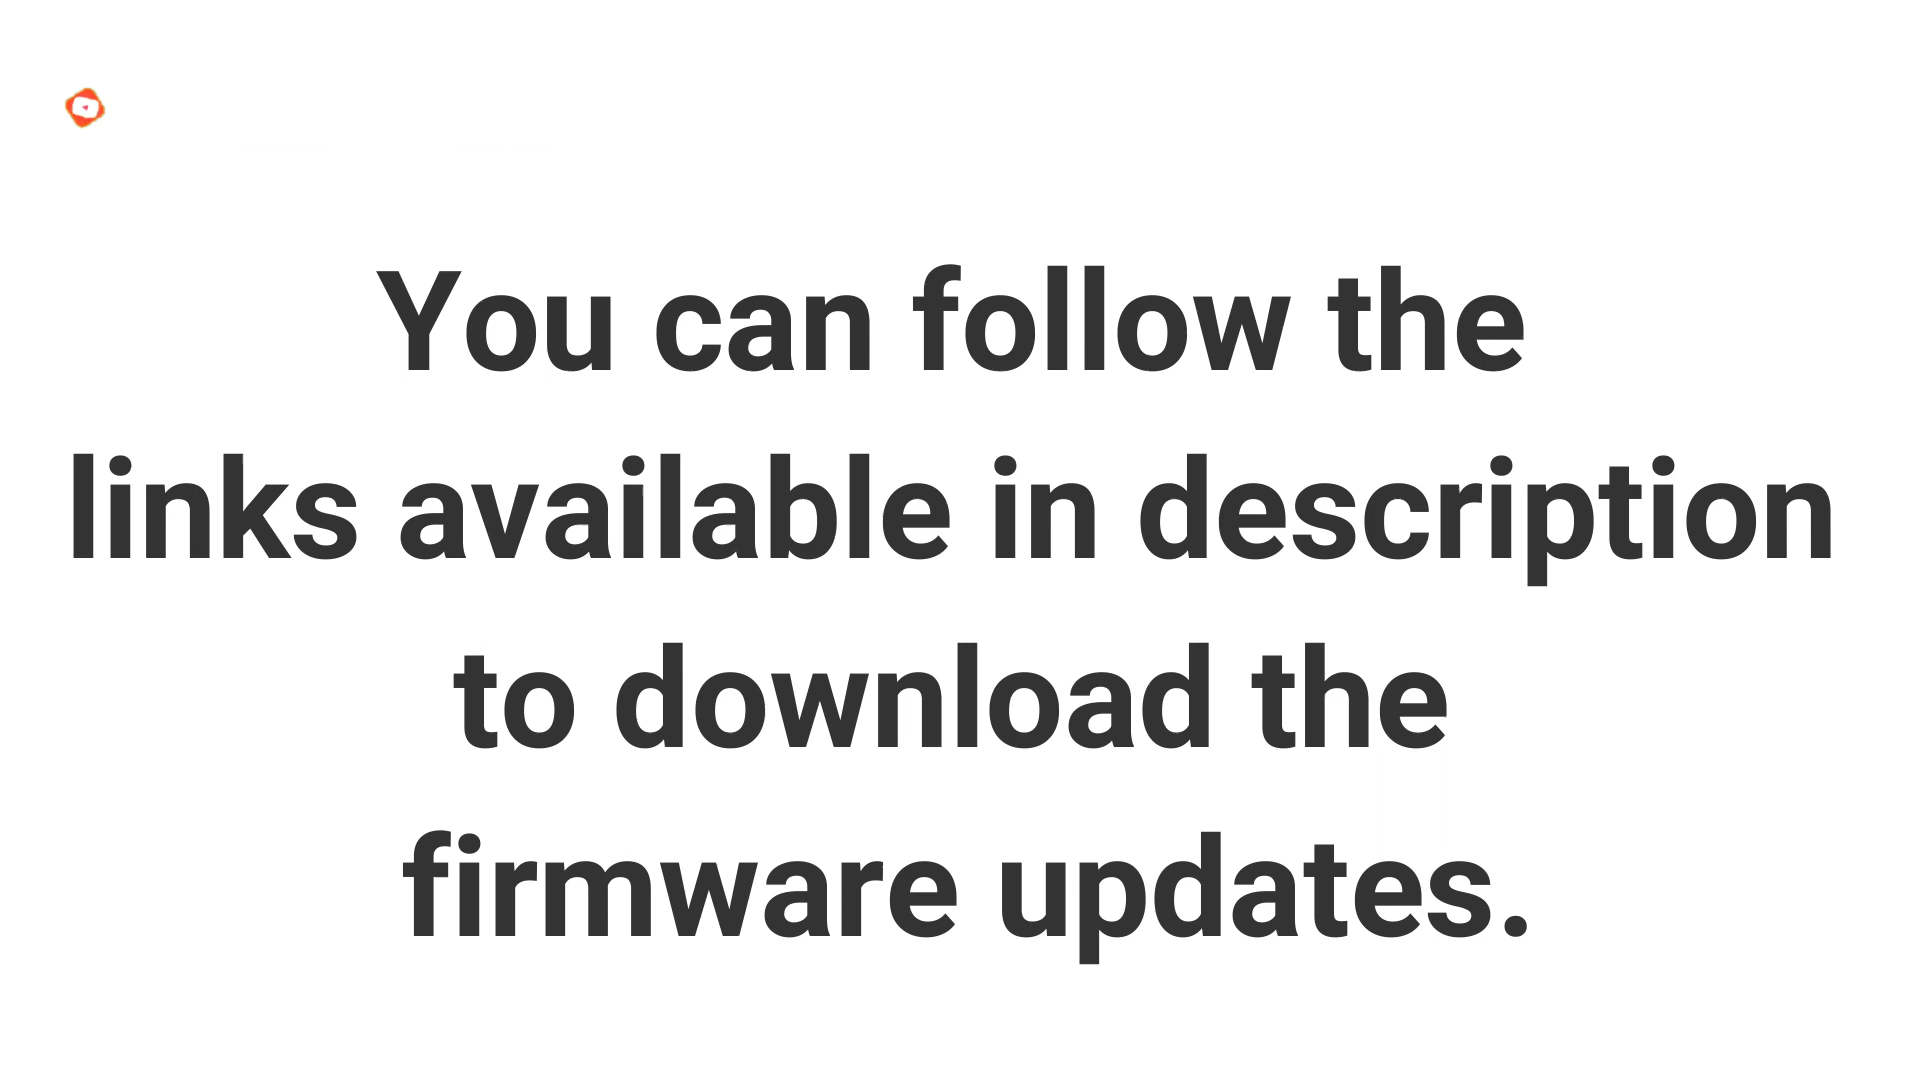 You can follow the
links available in description
to download the
firmware updates.